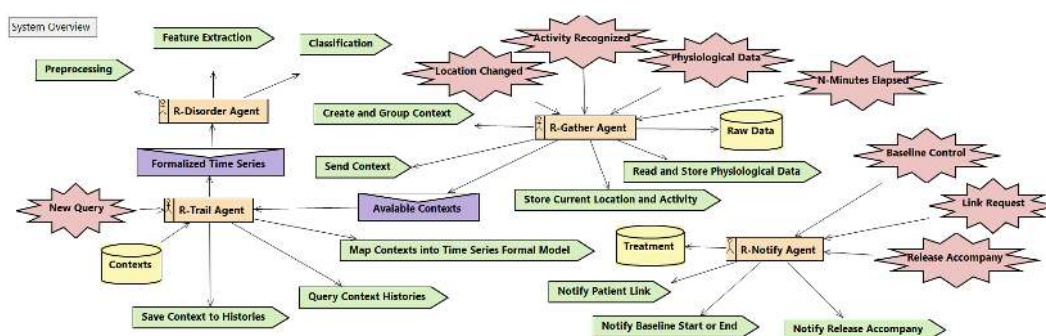 System Overview
Feature Extraction
Classification
Preprocessing
R-Disorder Agent
Formalized Time Series
New Query
R-Trail Agent
Contexts
Save Context to Histories
Query Context Histories
Map Contexts into Time Series Formal Model
Available Contexts
Activity Recognized
Location Changed
Physiological Data
N-Minutes Elapsed
Create and Group Context
R-Gather Agent
Raw Data
Send Context
Read and Store Physiological Data
Store Current Location and Activity
Baseline Control
Link Request
Treatment
R-Notify Agent
Release Accompany
Notify Patient Link
Notify Baseline Start or End
Notify Release Accompany